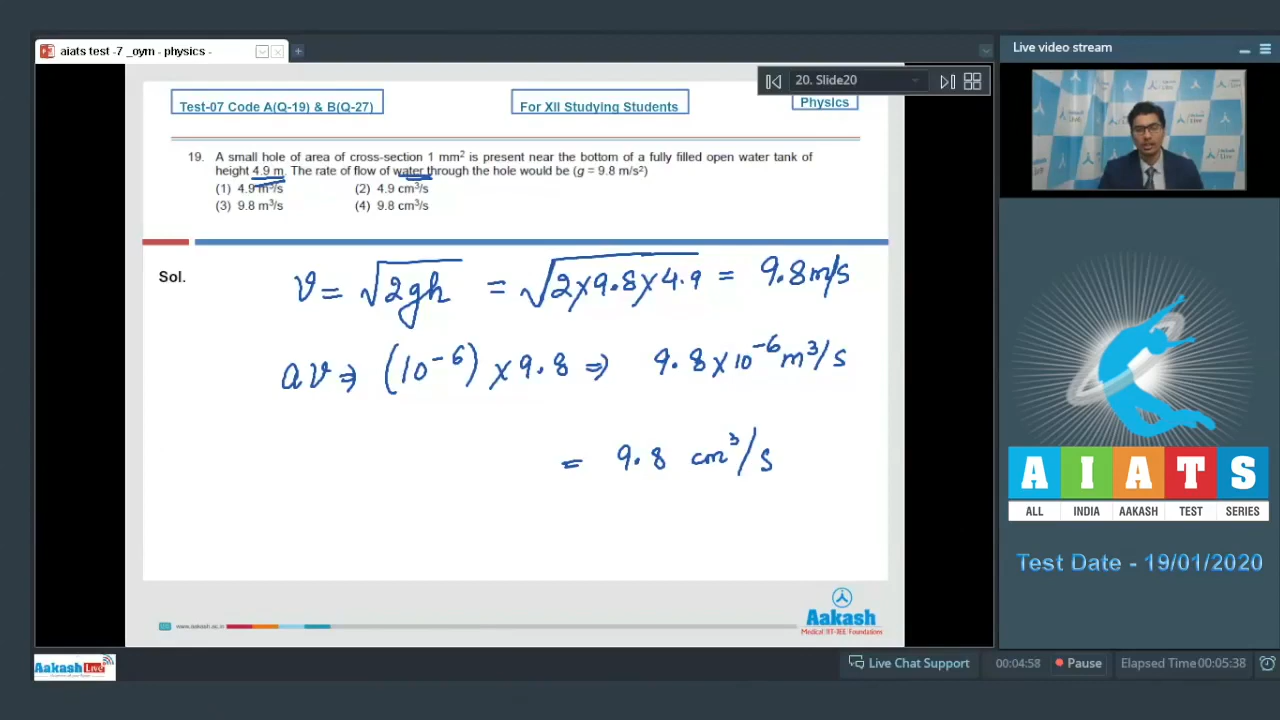 aiats test -7 _oym - physics -
Live video stream
20. Slide20
Test-07 Code A(Q-19) & B(Q-27)
For XII Studying Students
Physics
19. A small hole of area of cross-section 1 mm² is present near the bottom of a fully filled open water tank of
height 4.9 m. The rate of flow of water through the hole would be (g = 9.8 m/s²)
(1) 4.9 m³/s (2) 4.9 cm³/s
(3) 9.8 m³/s (4) 9.8 cm³/s
Sol.
v = √2gh = √2×9.8×4.9 = 9.8 m/s
av ⇒ (10⁻⁶) × 9.8 ⇒ 9.8 × 10⁻⁶ m³/s
= 9.8 cm³/s
www.aakash.ac.in
Aakash
Medical IIT-JEE Foundations
A I A T S
ALL INDIA AAKASH TEST SERIES
Test Date - 19/01/2020
Aakash Live
Live Chat Support
00:04:58
Pause
Elapsed Time 00:05:38